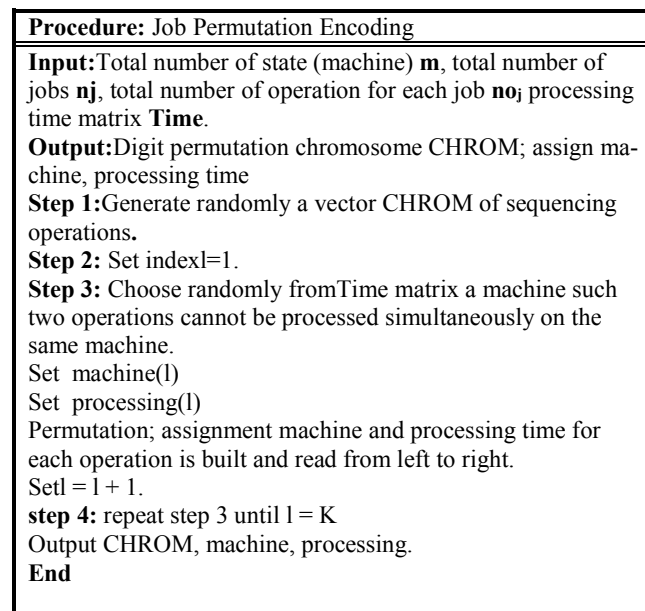 Procedure: Job Permutation Encoding
Input:Total number of state (machine) m, total number of
jobs nj, total number of operation for each job noj processing
time matrix Time.
Output:Digit permutation chromosome CHROM; assign ma-
chine, processing time
Step 1:Generate randomly a vector CHROM of sequencing
operations.
Step 2: Set indexl=1.
Step 3: Choose randomly fromTime matrix a machine such
two operations cannot be processed simultaneously on the
same machine.
Set machine(l)
Set processing(l)
Permutation; assignment machine and processing time for
each operation is built and read from left to right.
Setl = l + 1.
step 4: repeat step 3 until l = K
Output CHROM, machine, processing.
End